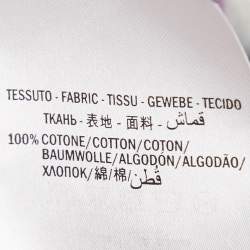 TESSUTO - FABRIC - TISSU - GEWEBE - TECIDO
ТКАНЬ - 表地 - 面料 - قماش
100% COTONE/COTTON/COTON/
BAUMWOLLE/ALGODÓN/ALGODÃO/
ХЛОПОК/綿/棉/قطن